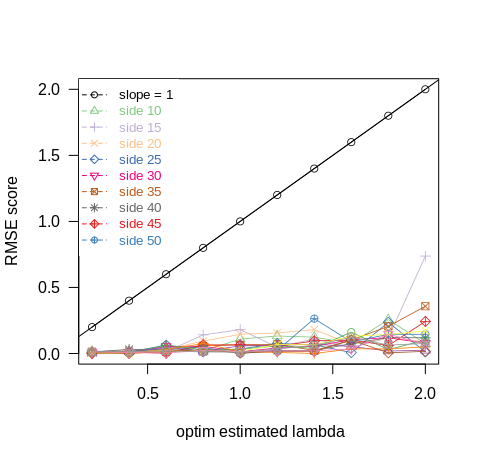 2.0
1.5
1.0
0.5
0.0
RMSE score
slope = 1
side 10
side 15
side 20
side 25
side 30
side 35
side 40
side 45
side 50
0.5
1.0
1.5
2.0
optim estimated lambda